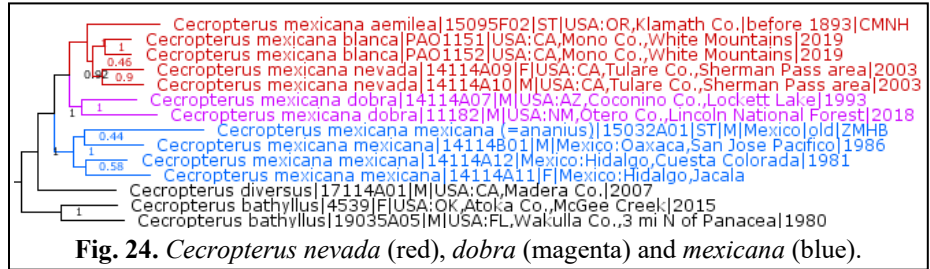 Cecropterus mexicana aemilea|15095F02|ST|USA:OR,Klamath Co.|before 1893|CMNH
Cecropterus mexicana blanca|PAO1151|USA:CA,Mono Co.,White Mountains|2019
1
Cecropterus mexicana blanca|PAO1152|USA:CA,Mono Co.,White Mountains|2019
0.46
Cecropterus mexicana nevada|14114A09|F|USA:CA,Tulare Co.,Sherman Pass area|2003
0.92
0.9
Cecropterus mexicana nevada|14114A10|M|USA:CA,Tulare Co.,Sherman Pass area|2003
Cecropterus mexicana dobra|14114A07|M|USA:AZ,Coconino Co.,Lockett Lake|1993
1
1
Cecropterus mexicana dobra|11182|M|USA:NM,Otero Co.,Lincoln National Forest|2018
Cecropterus mexicana mexicana (=ananius)|15032A01|ST|M|Mexico|old|ZMHB
0.44
Cecropterus mexicana mexicana|14114B01|M|Mexico:Oaxaca,San Jose Pacifico|1986
1
1
Cecropterus mexicana mexicana|14114A12|Mexico:Hidalgo,Cuesta Colorada|1981
0.58
Cecropterus mexicana mexicana|14114A11|F|Mexico:Hidalgo,Jacala
Cecropterus diversus|17114A01|M|USA:CA,Madera Co.|2007
Cecropterus bathyllus|4539|F|USA:OK,Atoka Co.,McGee Creek|2015
1
Cecropterus bathyllus|19035A05|M|USA:FL,Wakulla Co.,3 mi N of Panacea|1980
Fig. 24. Cecropterus nevada (red), dobra (magenta) and mexicana (blue).